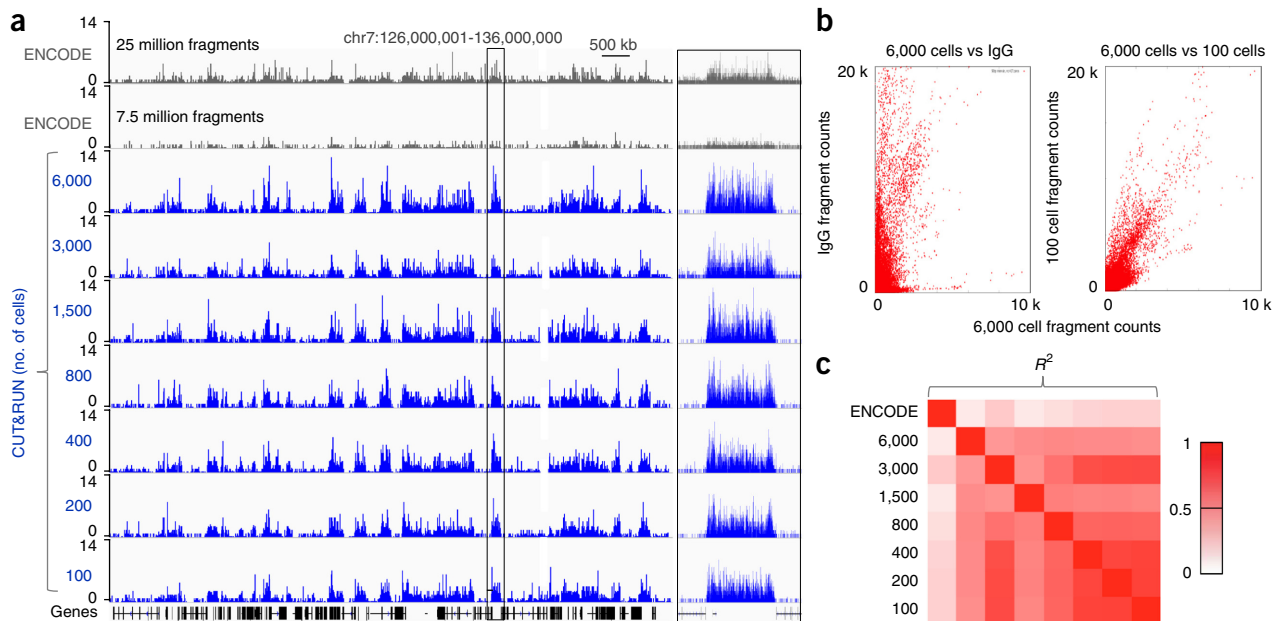 a
14
ENCODE
0
25 million fragments
chr7:126,000,001-136,000,000
500 kb
14
ENCODE
0
7.5 million fragments
CUT&RUN (no. of cells)
14
6,000
0
14
3,000
0
14
1,500
0
14
800
0
14
400
0
14
200
0
14
100
0
Genes
b
6,000 cells vs IgG
20 k
IgG fragment counts
0
0
10 k
6,000 cells vs 100 cells
20 k
100 cell fragment counts
0
0
10 k
6,000 cell fragment counts
c
R²
ENCODE
6,000
3,000
1,500
800
400
200
100
1
0.5
0